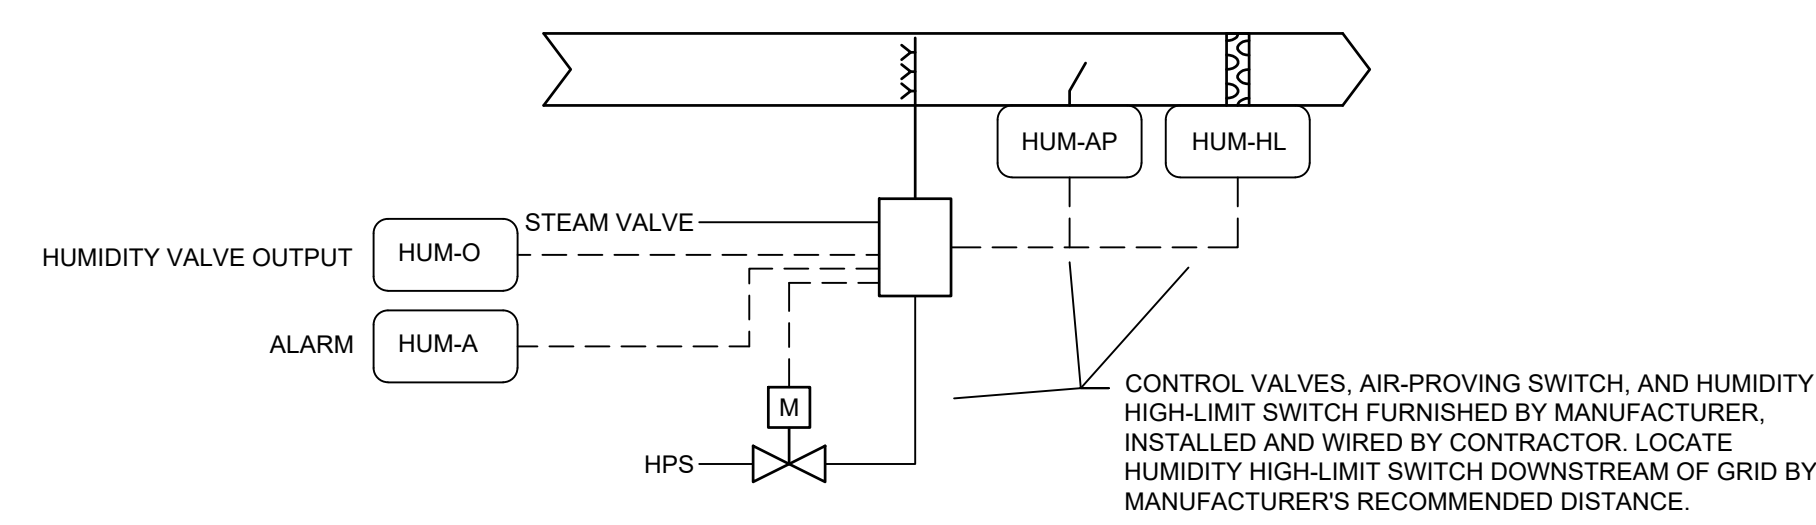 HUM-AP
HUM-HL
STEAM VALVE
HUMIDITY VALVE OUTPUT
HUM-O
ALARM
HUM-A
M
HPS
CONTROL VALVES, AIR-PROVING SWITCH, AND HUMIDITY
HIGH-LIMIT SWITCH FURNISHED BY MANUFACTURER,
INSTALLED AND WIRED BY CONTRACTOR. LOCATE
HUMIDITY HIGH-LIMIT SWITCH DOWNSTREAM OF GRID BY
MANUFACTURER'S RECOMMENDED DISTANCE.